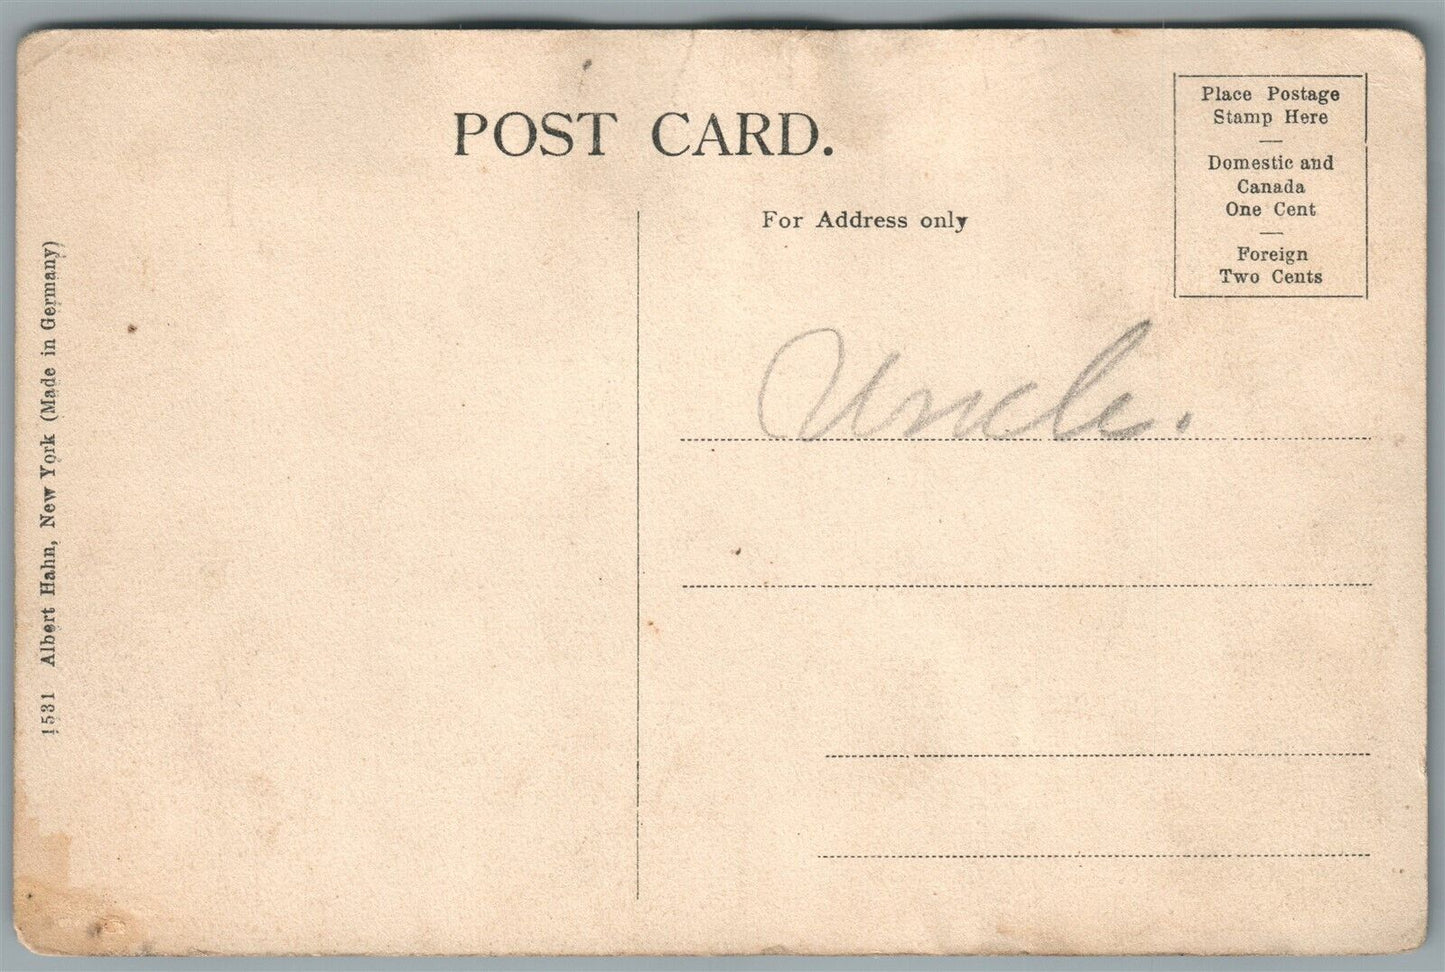 POST CARD.
Place Postage
Stamp Here
Domestic and
Canada
One Cent
Foreign
Two Cents
For Address only
Uncle.
1531 Albert Hahn, New York (Made in Germany)